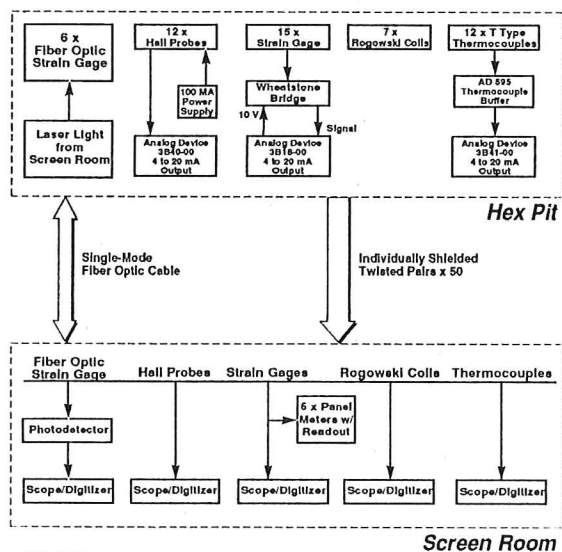 6 x
Fiber Optic
Strain Gage
12 x
Hall Probes
15 x
Strain Gage
7 x
Rogowski Coils
12 x T Type
Thermocouples
Laser Light
from
Screen Room
100 MA
Power
Supply
Analog Device
3B40-00
4 to 20 mA
Output
Wheatstone
Bridge
10 V
Signal
Analog Device
3B18-00
4 to 20 mA
Output
AD 595
Thermocouple
Buffer
Analog Device
3B41-00
4 to 20 mA
Output
Hex Pit
Single-Mode
Fiber Optic Cable
Individually Shielded
Twisted Pairs x 50
Fiber Optic
Strain Gage
Hall Probes
Strain Gages
Rogowski Coils
Thermocouples
Photodetector
6 x Panel
Meters w/
Readout
Scope/Digitizer
Scope/Digitizer
Scope/Digitizer
Scope/Digitizer
Scope/Digitizer
Screen Room